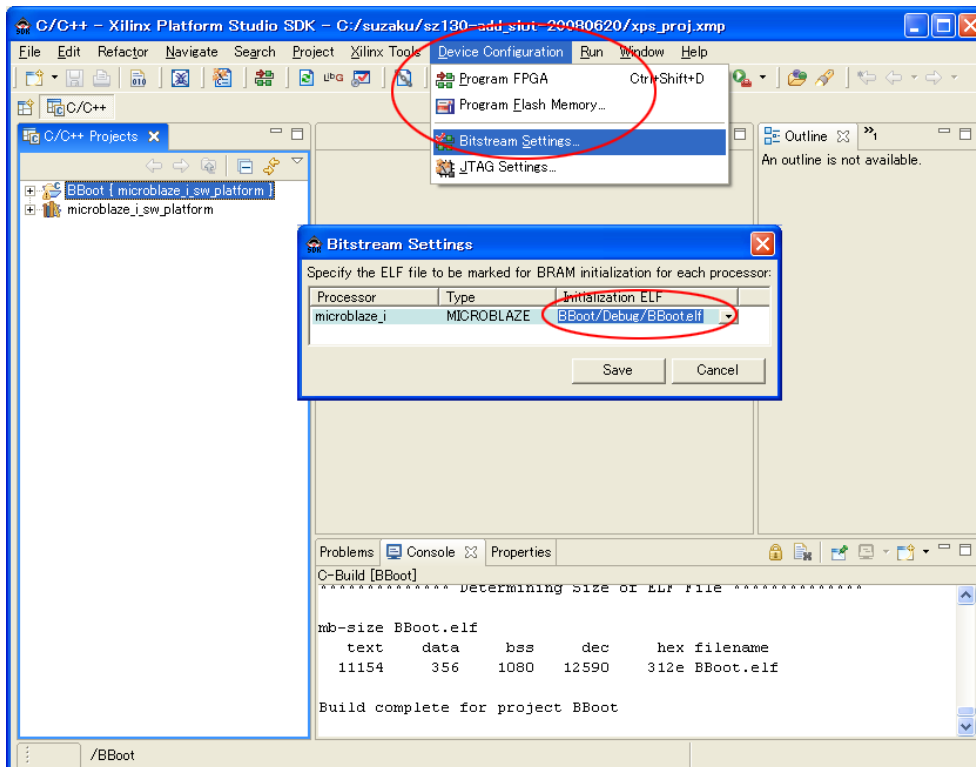 C/C++ - Xilinx Platform Studio SDK - C:/suzaku/sz130-add_slot-20080620/xps_proj.xmp
File Edit Refactor Navigate Search Project Xilinx Tools Device Configuration Run Window Help
Program FPGA Ctrl+Shift+D
Program Flash Memory...
Bitstream Settings...
JTAG Settings...
C/C++
C/C++ Projects
BBoot { microblaze_i_sw_platform }
microblaze_i_sw_platform
Outline
An outline is not available.
Bitstream Settings
Specify the ELF file to be marked for BRAM initialization for each processor:
Processor Type Initialization ELF
microblaze_i MICROBLAZE BBoot/Debug/BBoot.elf
Save Cancel
Problems Console Properties
C-Build [BBoot]
************** Determining Size of ELF File **************
mb-size BBoot.elf
text data bss dec hex filename
11154 356 1080 12590 312e BBoot.elf
Build complete for project BBoot
/BBoot